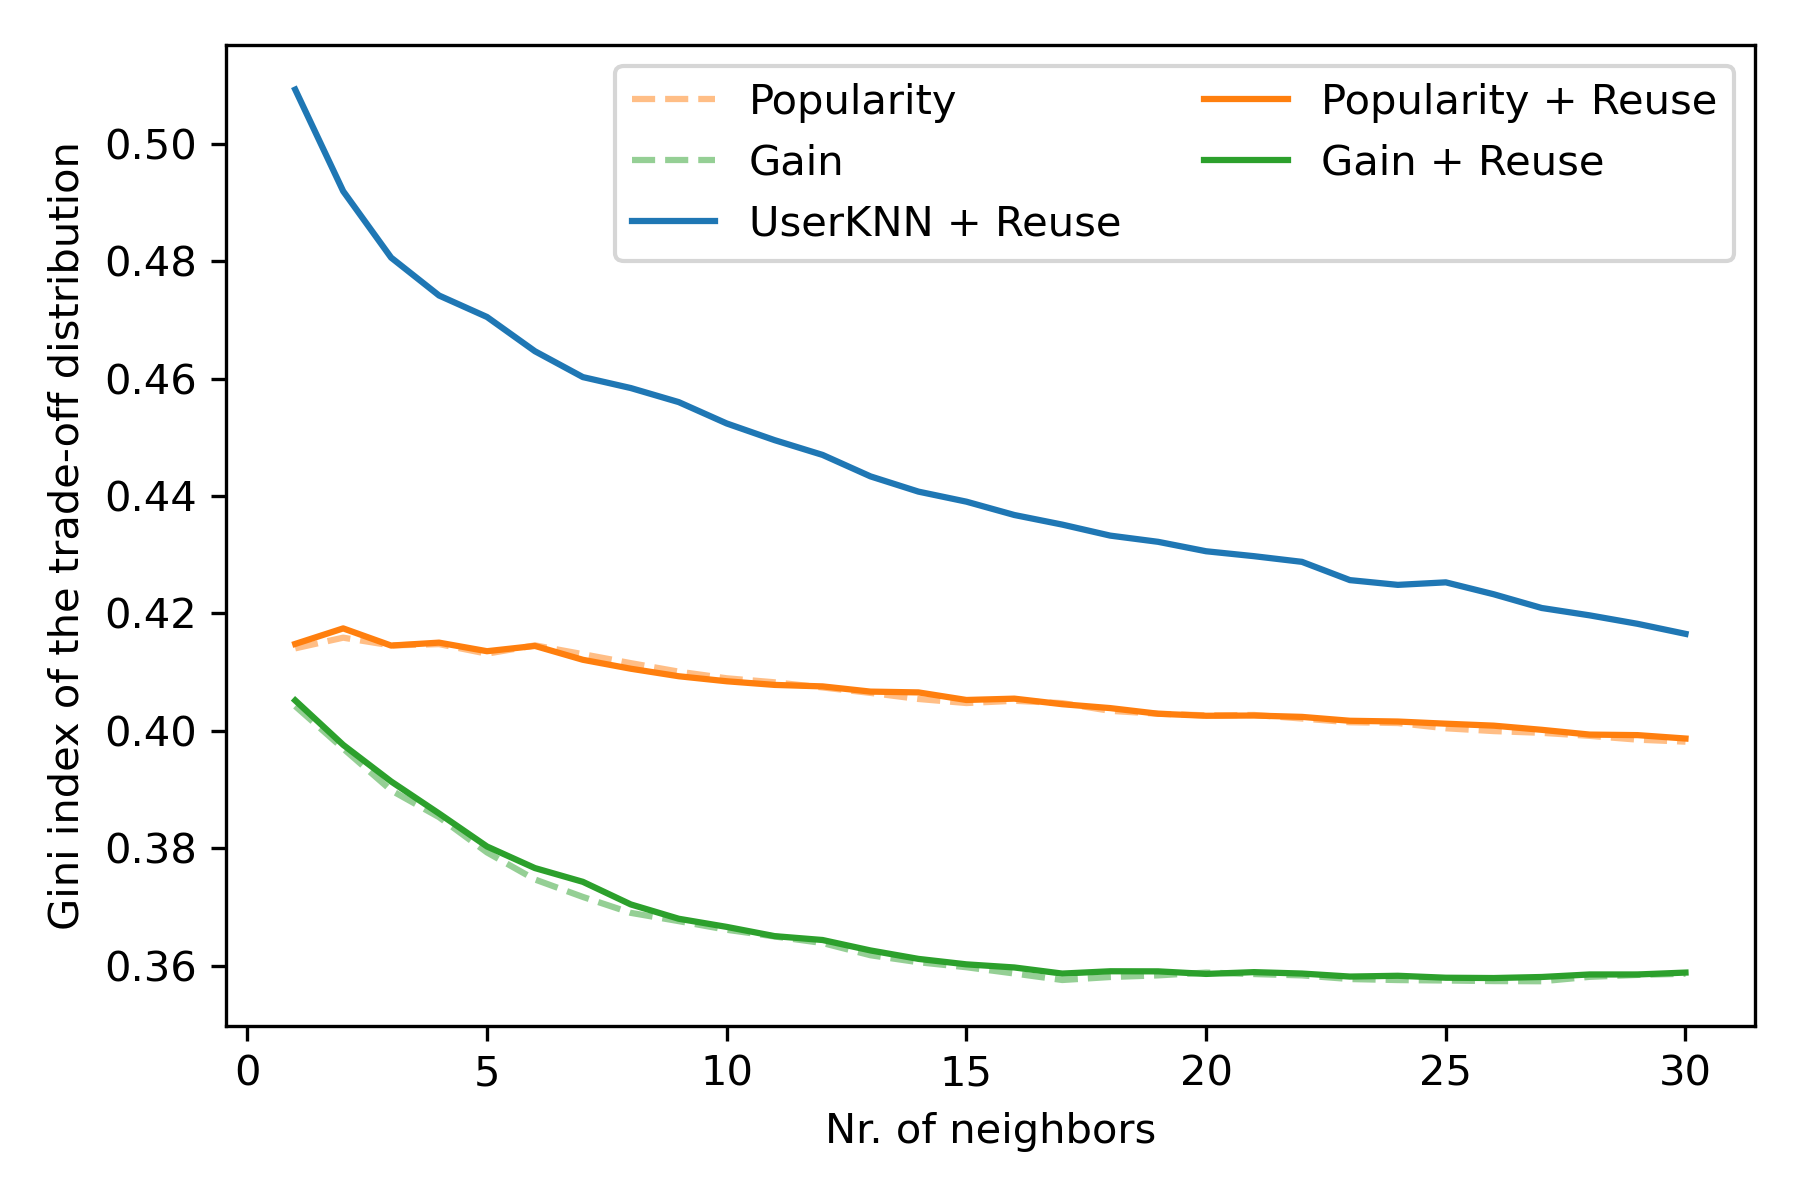 Popularity
Gain
UserKNN + Reuse
Popularity + Reuse
Gain + Reuse
Gini index of the trade-off distribution
0.50
0.48
0.46
0.44
0.42
0.40
0.38
0.36
0
5
10
15
20
25
30
Nr. of neighbors